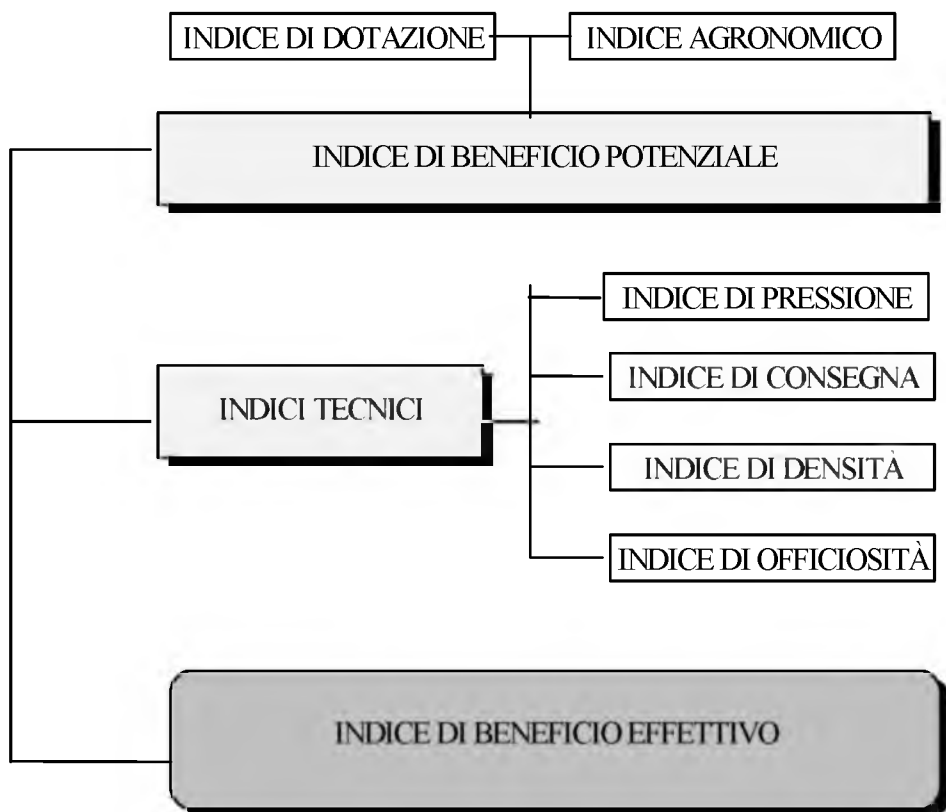 INDICE DI DOTAZIONE
INDICE AGRONOMICO
INDICE DI BENEFICIO POTENZIALE
INDICE DI PRESSIONE
INDICE DI CONSEGNA
INDICI TECNICI
INDICE DI DENSITÀ
INDICE DI OFFICIOSITÀ
INDICE DI BENEFICIO EFFETTIVO